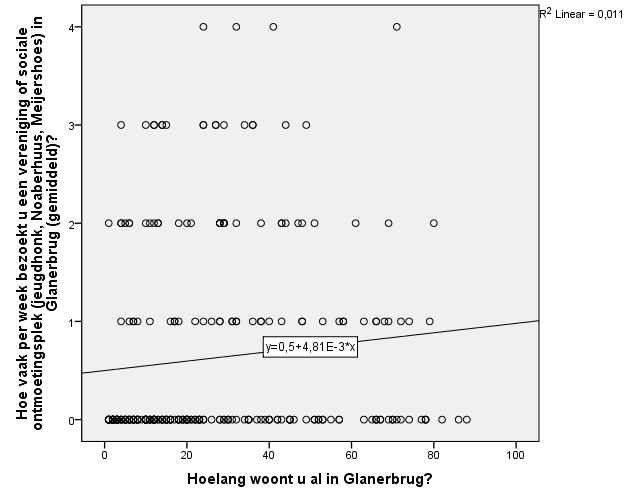 R2 Linear = 0,011
Hoe vaak per week bezoekt u een vereniging of sociale
ontmoetingsplek (jeugdhonk, Noaberhuus, Meijershoes) in
Glanerbrug (gemiddeld)?
4
3
2
1
0
y=0,5+4,81E-3*x
0 20 40 60 80 100
Hoelang woont u al in Glanerbrug?